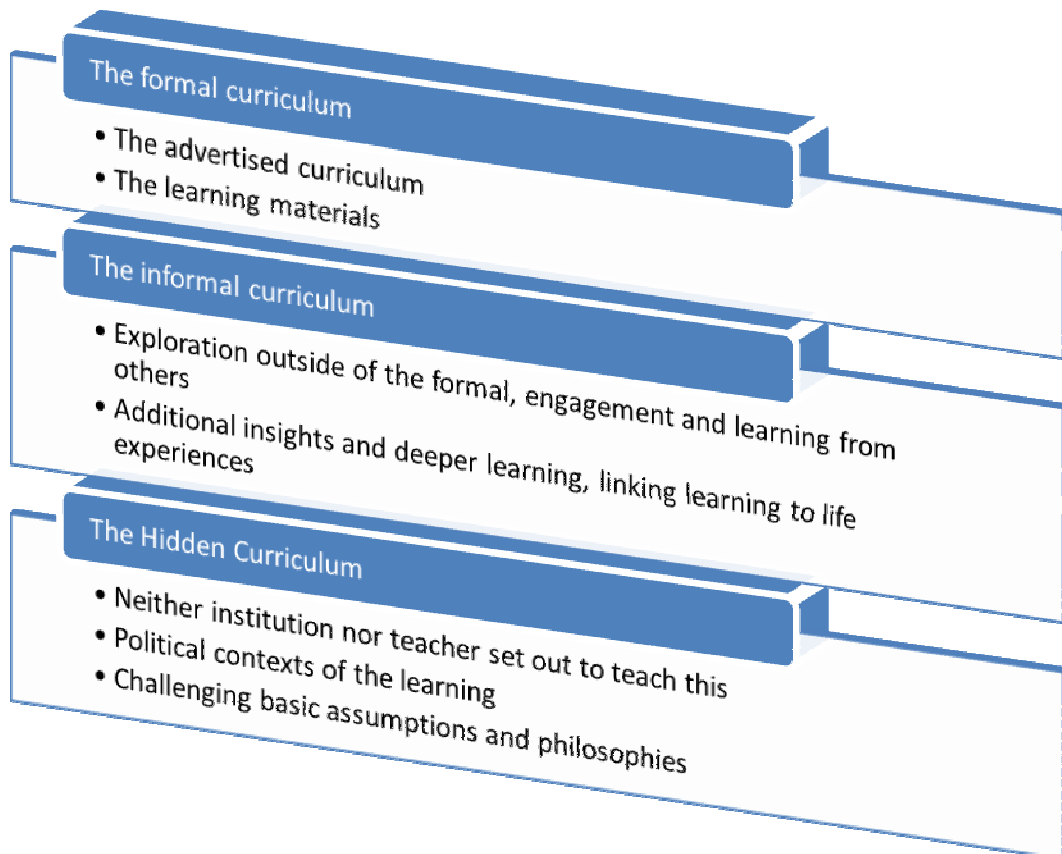 The formal curriculum
• The advertised curriculum
• The learning materials
The informal curriculum
• Exploration outside of the formal, engagement and learning from
others
• Additional insights and deeper learning, linking learning to life
experiences
The Hidden Curriculum
• Neither institution nor teacher set out to teach this
• Political contexts of the learning
• Challenging basic assumptions and philosophies